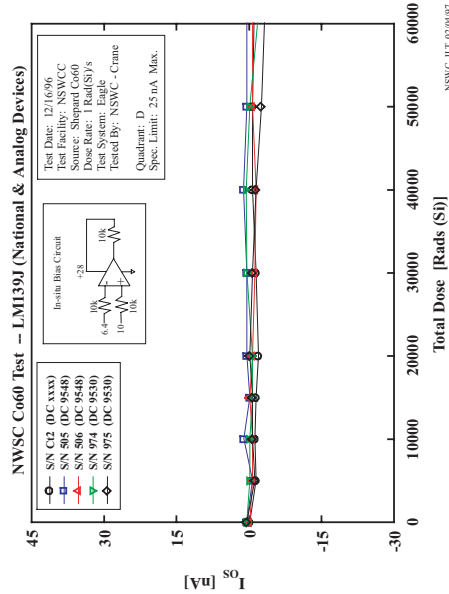 NWSC Co60 Test -- LM139J (National & Analog Devices)
S/N Ct2 (DC xxxx)
S/N 505 (DC 9548)
S/N 506 (DC 9548)
S/N 974 (DC 9530)
S/N 975 (DC 9530)
In-situ Bias Circuit
+28
10k
10k
6.4
10
10k
Test Date: 12/16/96
Test Facility: NSWCC
Source: Shepard Co60
Dose Rate: 1 Rad(Si)/s
Test System: Eagle
Tested By: NSWC - Crane
Quadrant: D
Spec. Limit: 25 nA Max.
45
30
15
0
-15
-30
I OS [nA]
0
10000
20000
30000
40000
50000
60000
Total Dose [Rads (Si)]